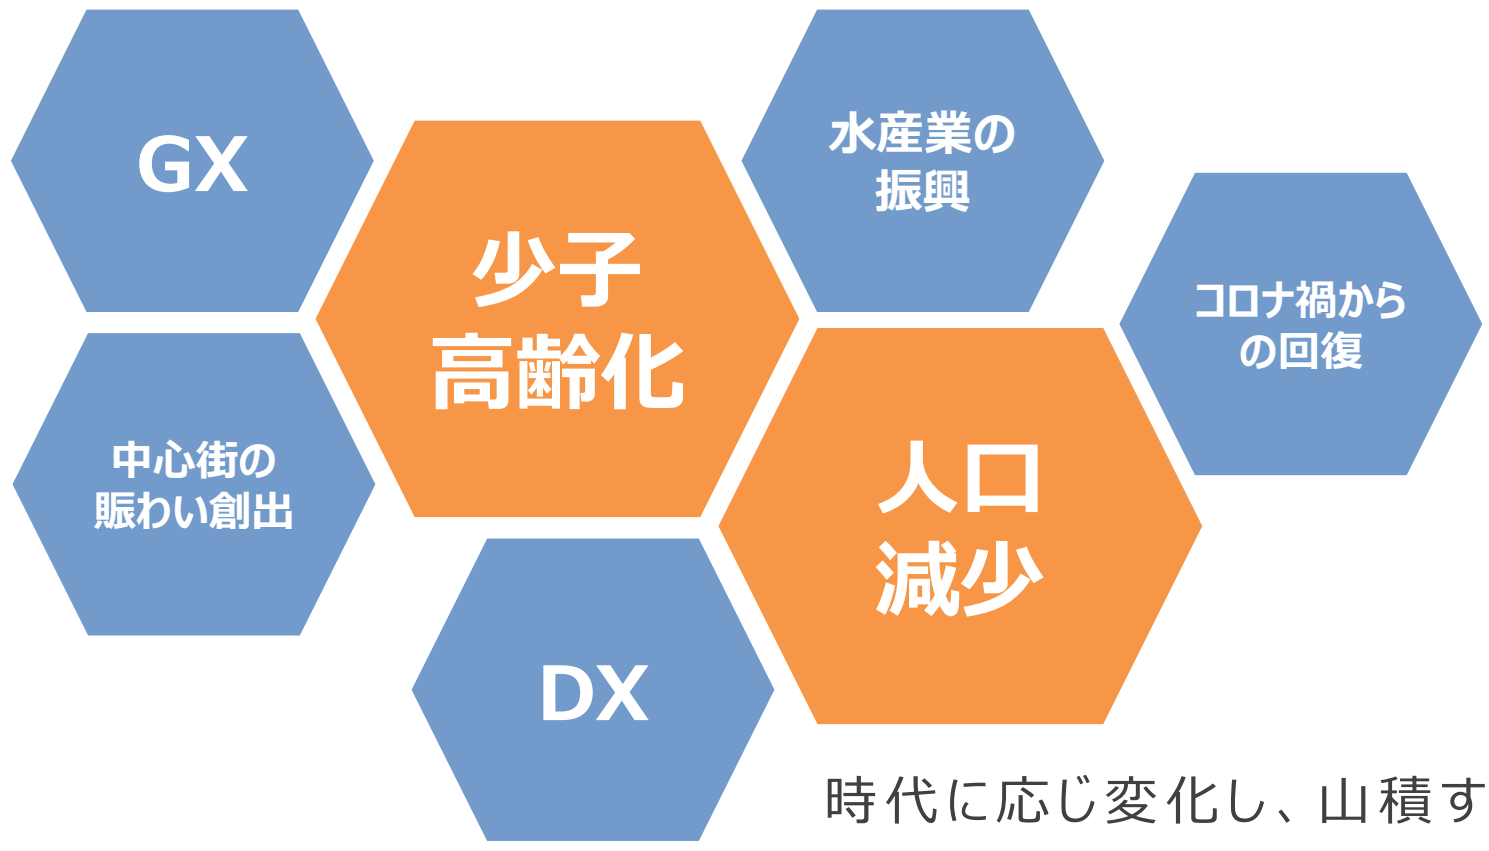 GX
少子
高齢化
水産業の
振興
コロナ禍から
の回復
中心街の
賑わい創出
人口
減少
DX
時代に応じ変化し、山積す